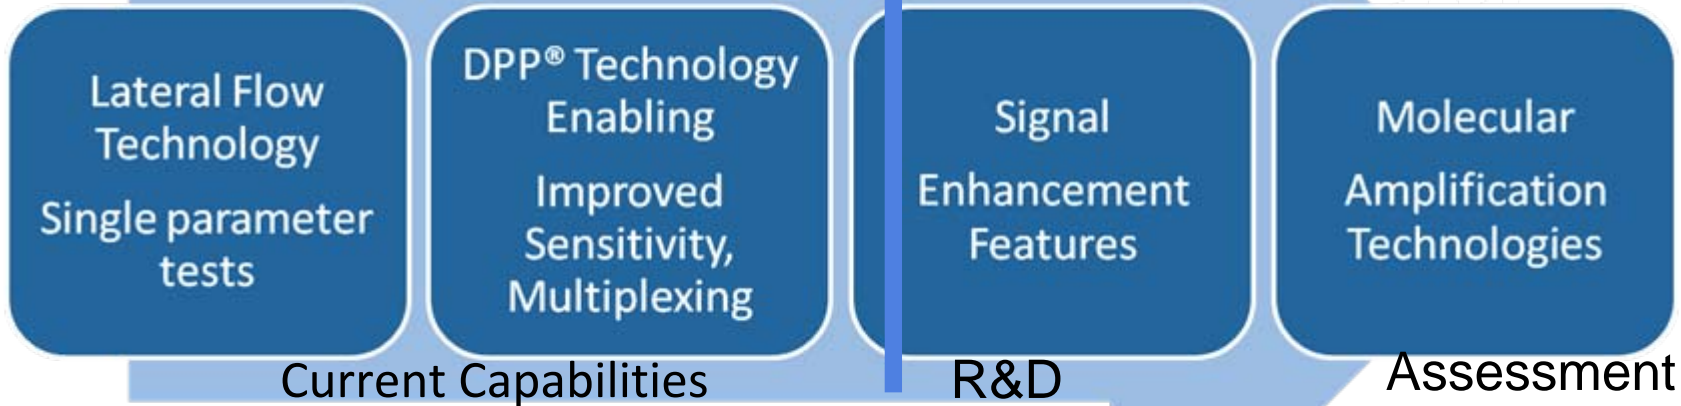 Lateral Flow
Technology
Single parameter
tests
DPP® Technology
Enabling
Improved
Sensitivity,
Multiplexing
Signal
Enhancement
Features
Molecular
Amplification
Technologies
Current Capabilities
R&D
Assessment